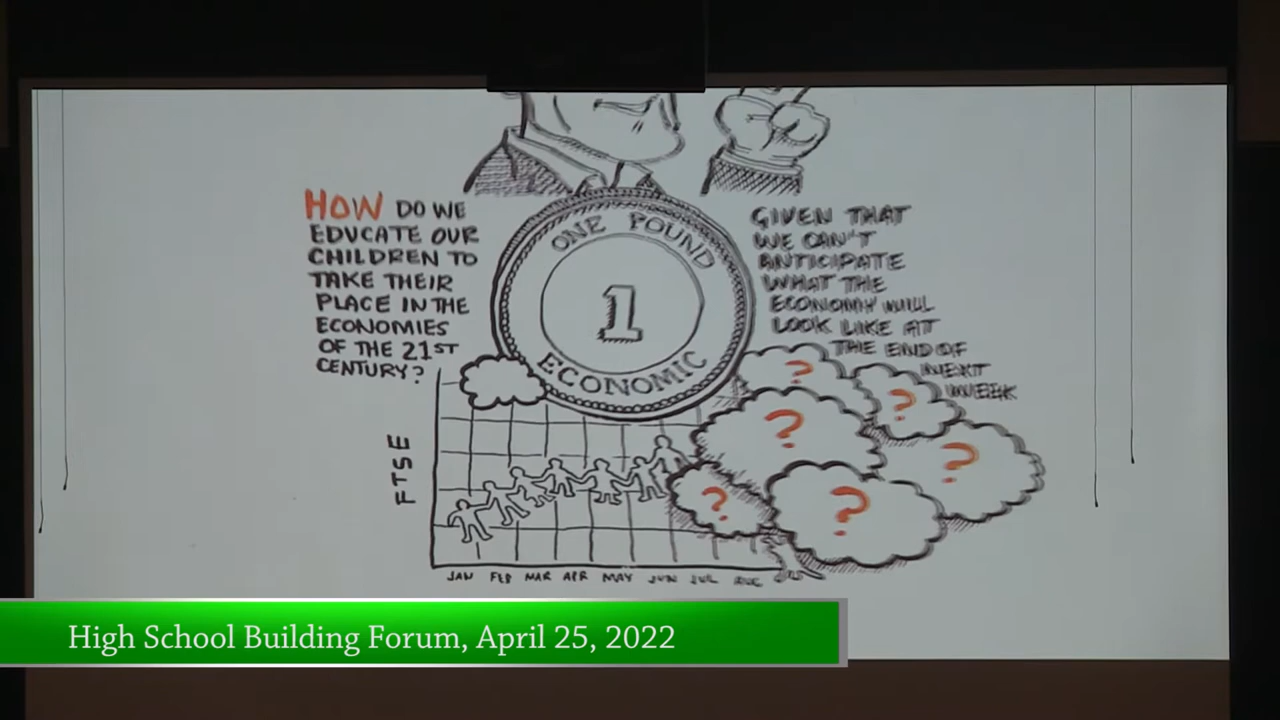 HOW DO WE
EDUCATE OUR
CHILDREN TO
TAKE THEIR
PLACE IN THE
ECONOMIES
OF THE 21ST
CENTURY?
ONE POUND
1
ECONOMIC
GIVEN THAT
WE CAN'T
ANTICIPATE
WHAT THE
ECONOMY WILL
LOOK LIKE AT
THE END OF
NEXT
WEEK
?
?
?
?
?
?
FTSE
JAN FEB MAR APR MAY JUN JUL AUG
High School Building Forum, April 25, 2022